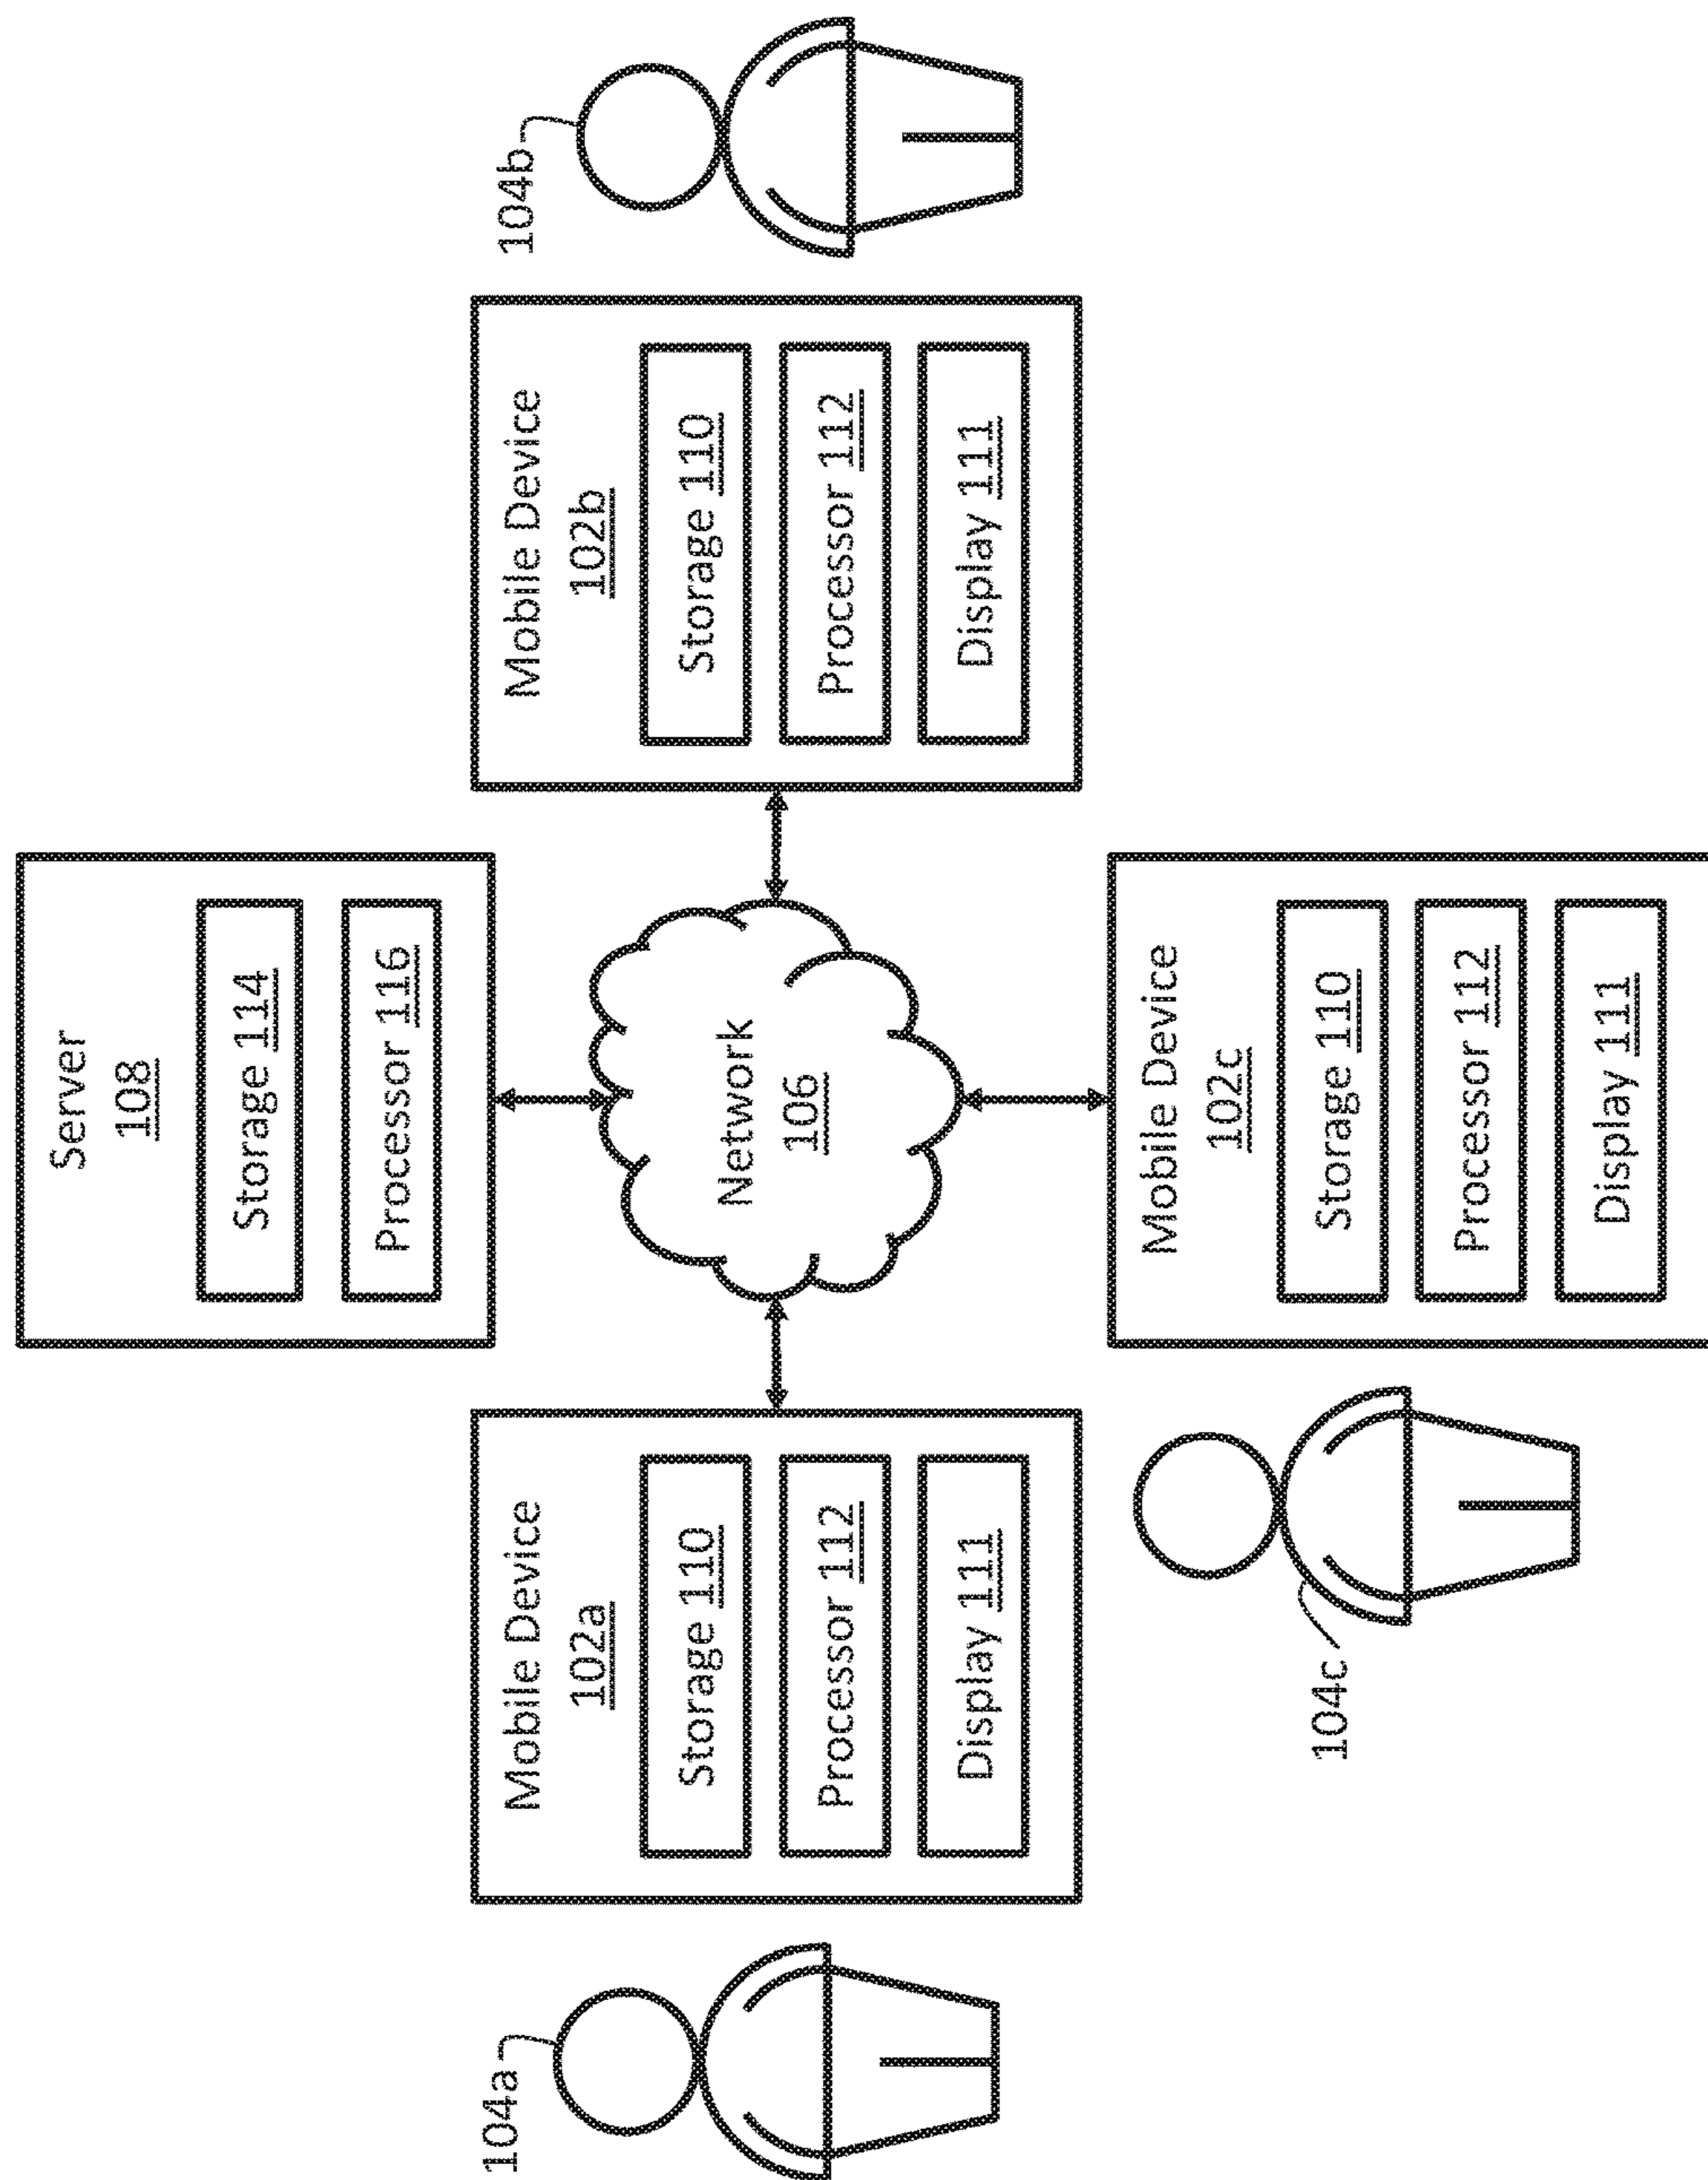 Server
108
Storage 114
Processor 116
104a
Mobile Device
102a
Storage 110
Processor 112
Display 111
Network
106
Mobile Device
102b
Storage 110
Processor 112
Display 111
104b
104c
Mobile Device
102c
Storage 110
Processor 112
Display 111